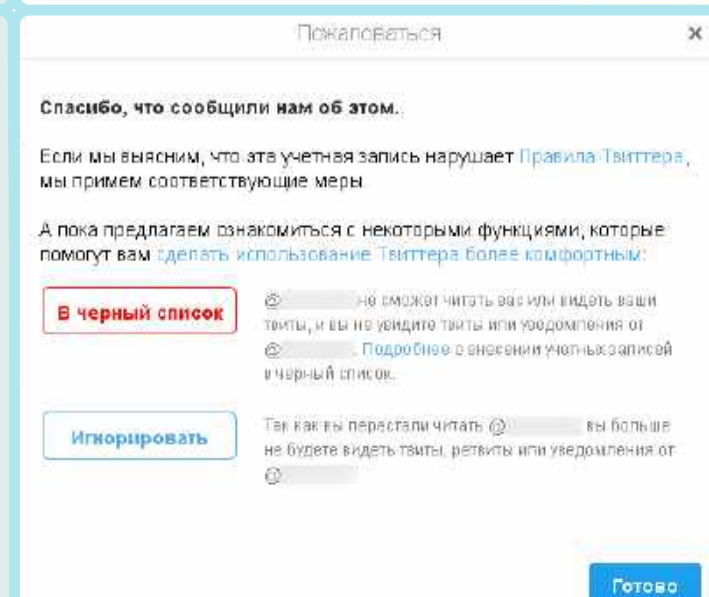 Пожаловаться
Спасибо, что сообщили нам об этом.
Если мы выясним, что эта учетная запись нарушает Правила Твиттера,
мы примем соответствующие меры
А пока предлагаем ознакомиться с некоторыми функциями, которые
помогут вам сделать использование Твиттера более комфортным:
В черный список
@ не сможет читать вас или видеть ваши
твиты, и вы не увидите твиты или уведомления от
@ . Подробнее о внесении учетных записей
в черный список.
Игнорировать
Так как вы перестали читать @ вы больше
не будете видеть твиты, ретвиты или уведомления от
@
Готово